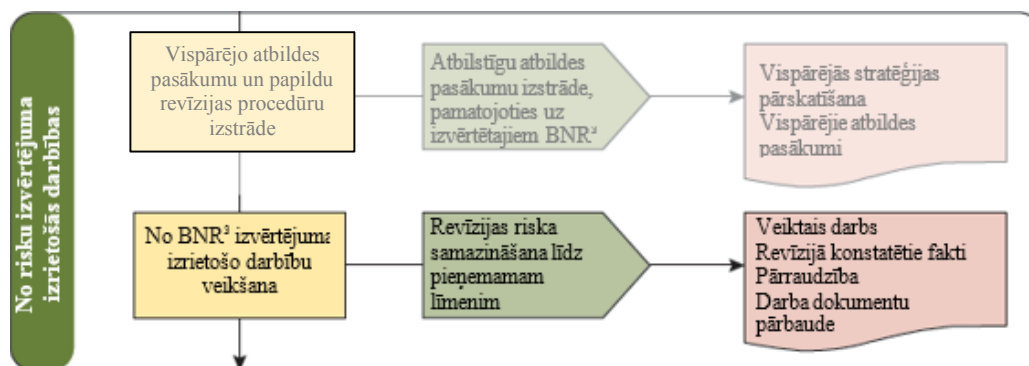 No risku izvērtējuma
izrietošās darbības
Vispārējo atbildes
pasākumu un papildu
revīzijas procedūru
izstrāde
Atbilstīgu atbildes
pasākumu izstrāde,
pamatojoties uz
izvērtētajiem BNR³
Vispārējās stratēģijas
pārskatīšana
Vispārējie atbildes
pasākumi
No BNR³ izvērtējuma
izrietošo darbību
veikšana
Revīzijas riska
samazināšana līdz
pieņemamam
līmenim
Veiktais darbs
Revīzijā konstatētie fakti
Pārraudzība
Darba dokumentu
pārbaude